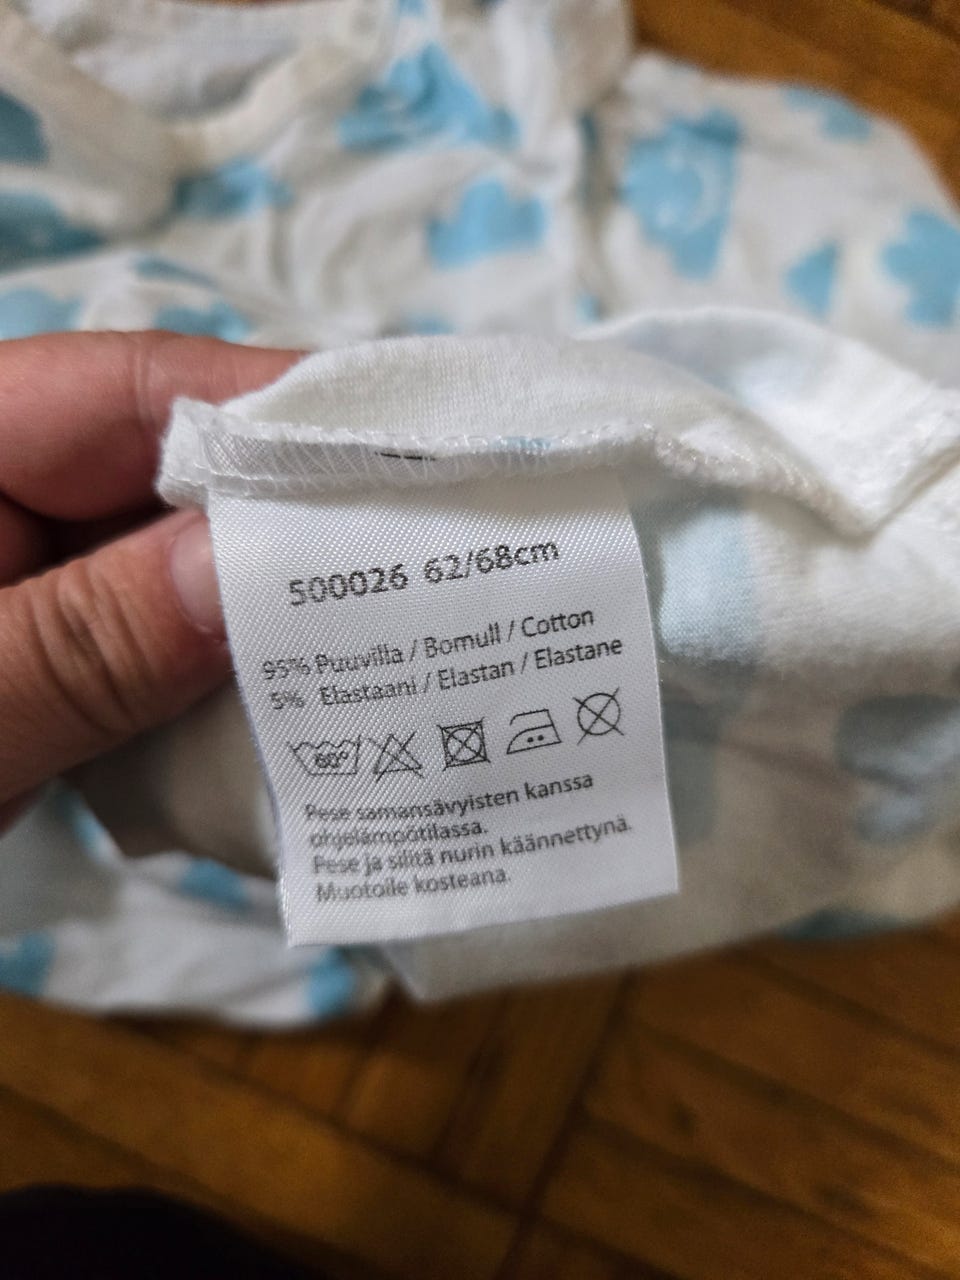 500026 62/68cm
95% Puuvilla / Bomull / Cotton
5% Elastaani / Elastan / Elastane
60°
Pese samansävyisten kanssa
ohjelämpötilassa.
Pese ja silitä nurin käännettynä.
Muotoile kosteana.